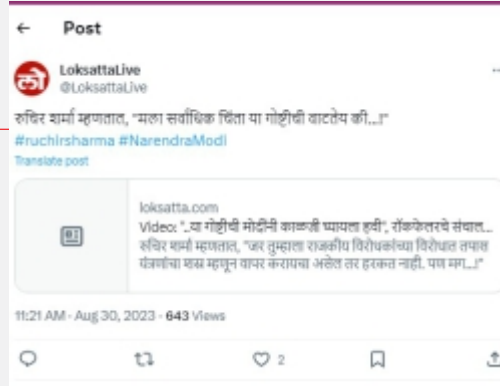 Post
लो
LoksattaLive
@LoksattaLive
रुचिर शर्मा म्हणतात, "मला सर्वाधिक चिंता या गोष्टीची वाटतेय की...!"
#ruchirsharma #NarendraModi
Translate post
loksatta.com
Video: "..या गोष्टीची मोदींनी काळजी घ्यायला हवी", रॉकफेलरचे संचाल...
रुचिर शर्मा म्हणतात, "जर तुम्हाला राजकीय विरोधकांच्या विरोधात तपास
यंत्रणांचा शस्त्र म्हणून वापर करायचा असेल तर हरकत नाही. पण मग...!"
11:21 AM · Aug 30, 2023 · 643 Views
2